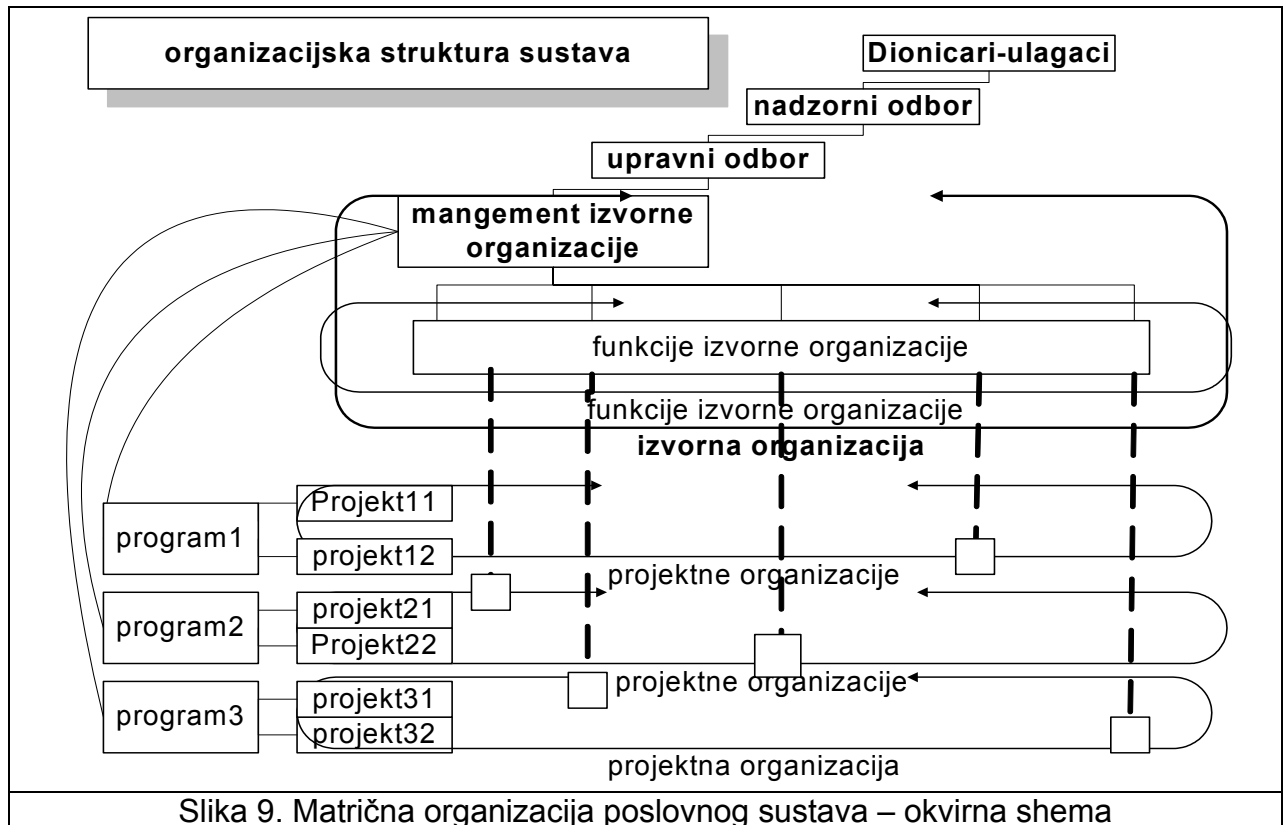 organizacijska struktura sustava
Dionicari-ulagaci
nadzorni odbor
upravni odbor
mangement izvorne
organizacije
funkcije izvorne organizacije
funkcije izvorne organizacije
izvorna organizacija
program1
Projekt11
projekt12
projektne organizacije
program2
projekt21
Projekt22
projektne organizacije
program3
projekt31
projekt32
projektna organizacija
Slika 9. Matrična organizacija poslovnog sustava – okvirna shema